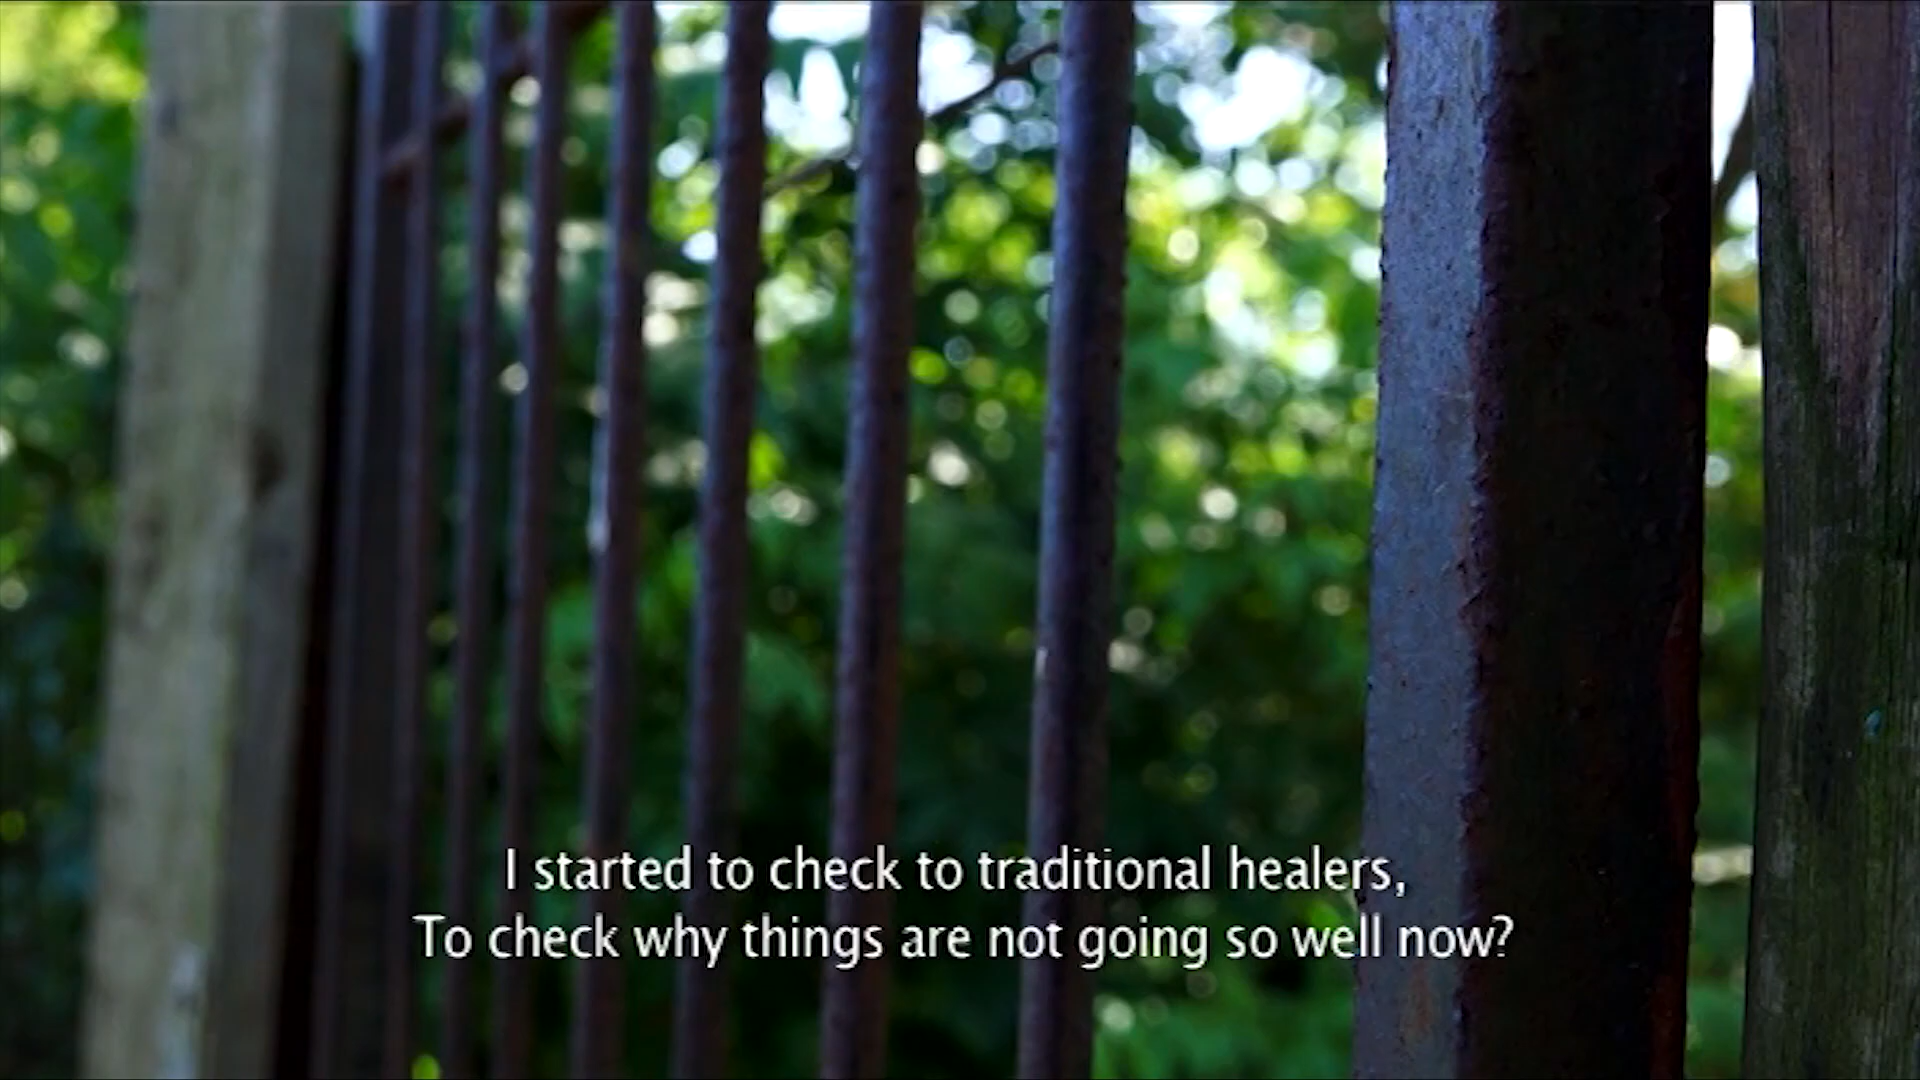 I started to check to traditional healers,
To check why things are not going so well now?